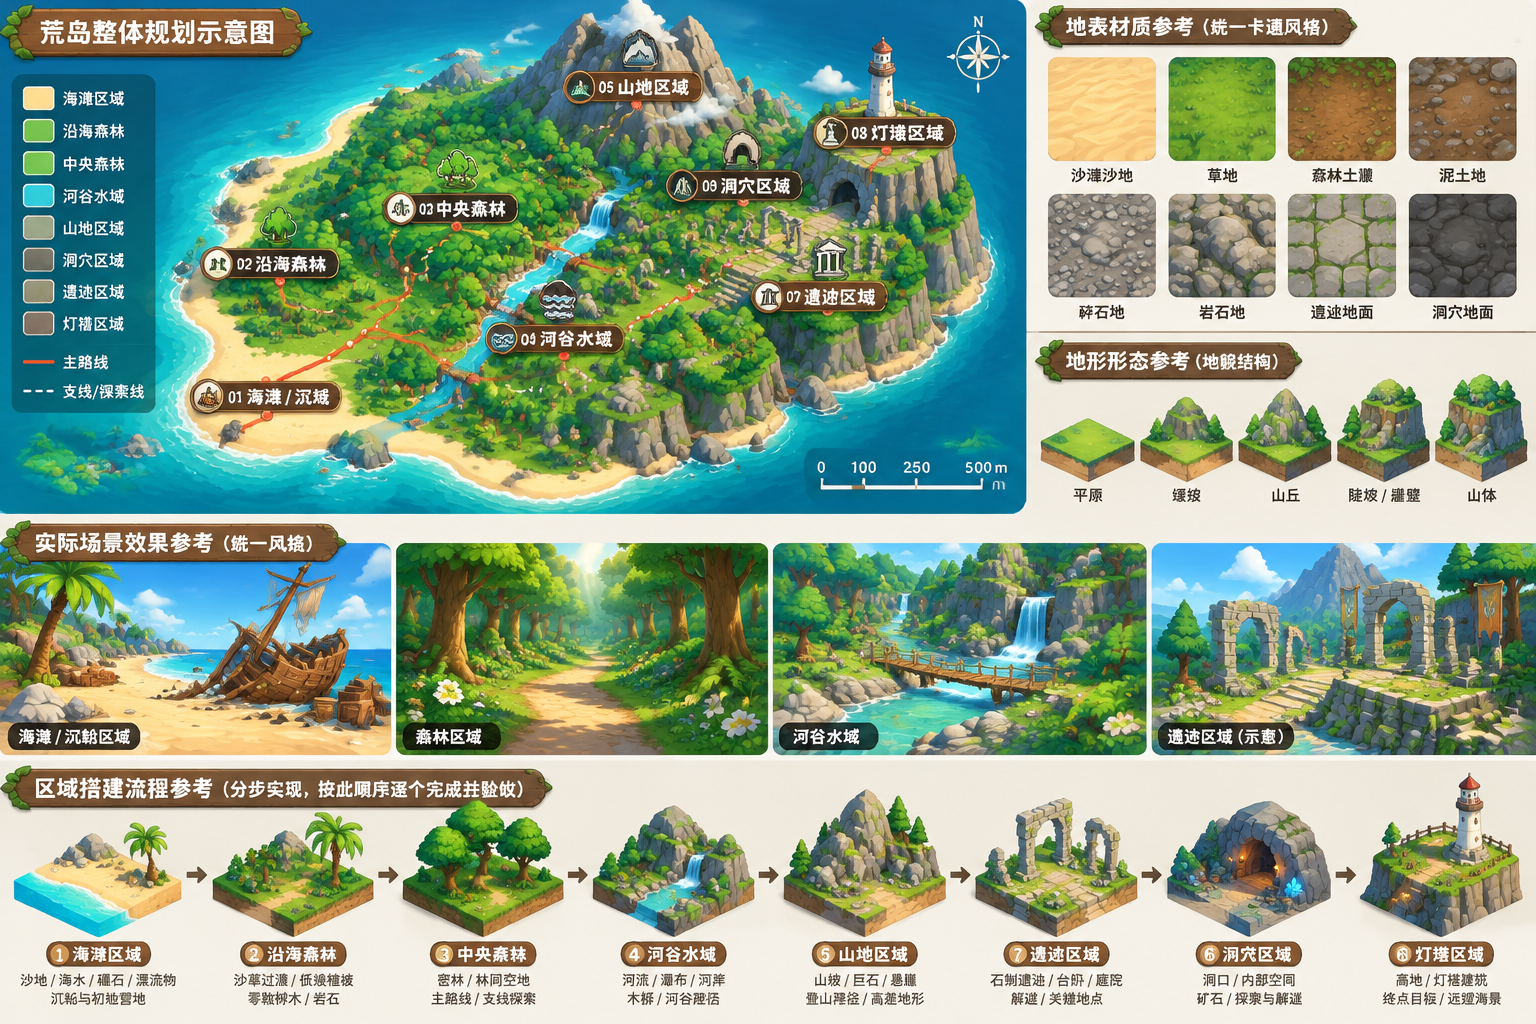 荒岛整体规划示意图
海滩区域
沿海森林
中央森林
河谷水域
山地区域
洞穴区域
遗迹区域
灯塔区域
主路线
支线/探索线
05 山地区域
08 灯塔区域
洞穴区域
中央森林
02 沿海森林
07 遗迹区域
河谷水域
01 海滩 /
N
0 100 250 500 m
m
地表材质参考（统一卡通风格）
沙滩沙地
草地
森林土壤
泥土地
碎石地
岩石地
遗迹地面
洞穴地面
地形形态参考（地貌结构）
平原
缓坡
山丘
陡坡 / 崖壁
山体
实际场景效果参考（统一风格）
海滩 / 沉船区域
森林区域
河谷水域
遗迹区域（示意）
区域搭建流程参考（分步实现，按此顺序逐个完成并验收）
1 海滩区域
沙地 / 海水 / 礁石 / 漂流物
沉船与初始营地
2 沿海森林
沙草过渡 / 低矮植被
零散树木 / 岩石
3 中央森林
密林 / 林间空地
主路线 / 支线探索
4 河谷水域
河流 / 瀑布 / 河岸
木桥 / 河谷
5 山地区域
山坡 / 巨石 / 悬崖
登山路径 / 高差地形
7 遗迹区域
石制遗迹 / 台阶 / 庭院
解谜 / 关键地点
6 洞穴区域
洞口 / 内部空间
矿石 / 探索与解谜
8 灯塔区域
高地 / 灯塔建筑
终点目标 / 远望海景